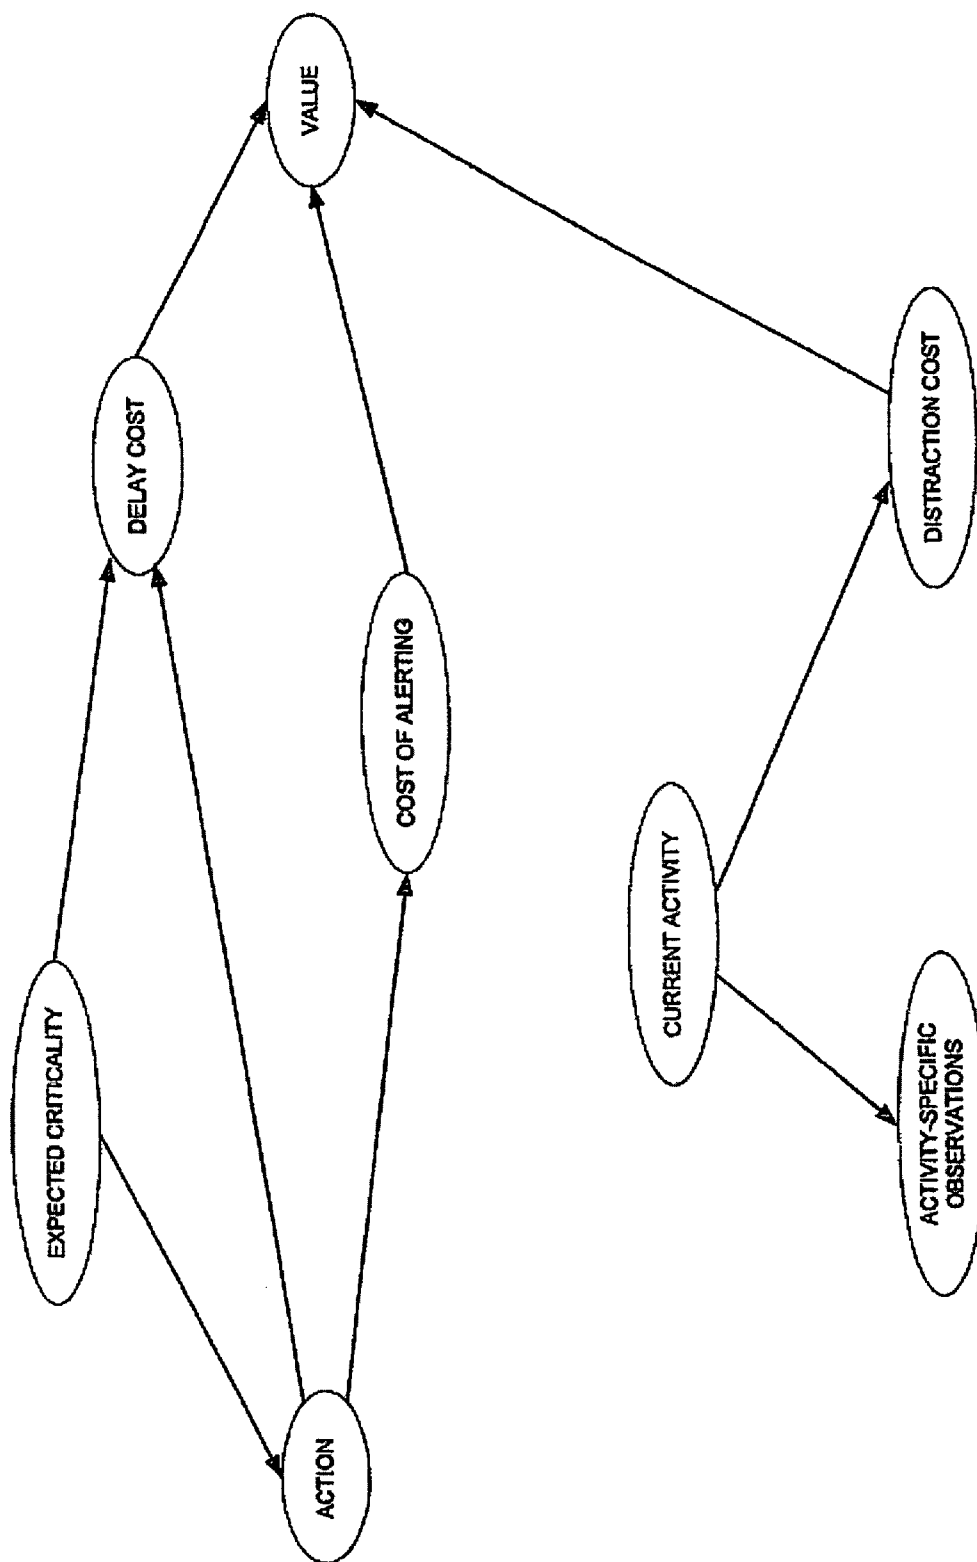 EXPECTED CRITICALITY
DELAY COST
ACTION
VALUE
COST OF ALERTING
CURRENT ACTIVITY
ACTIVITY-SPECIFIC
OBSERVATIONS
DISTRACTION COST